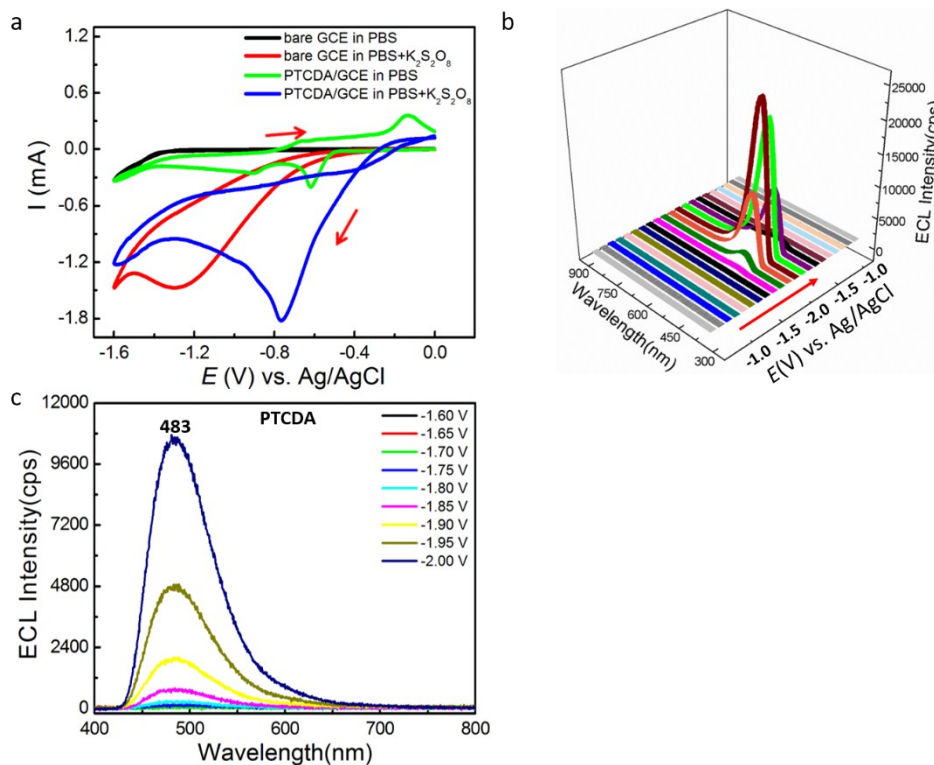 a
1.2
0.6
0.0
-0.6
-1.2
-1.8
I (mA)
bare GCE in PBS
bare GCE in PBS+K₂S₂O₈
PTCDA/GCE in PBS
PTCDA/GCE in PBS+K₂S₂O₈
-1.6 -1.2 -0.8 -0.4 0.0
E (V) vs. Ag/AgCl
b
25000
20000
15000
10000
5000
0
ECL Intensity(cps)
900 750 600 450 300
Wavelength(nm)
-1.0 -1.5 -2.0 -1.5 -1.0
E(V) vs. Ag/AgCl
c
12000
9600
7200
4800
2400
0
ECL Intensity(cps)
483
PTCDA
-1.60 V
-1.65 V
-1.70 V
-1.75 V
-1.80 V
-1.85 V
-1.90 V
-1.95 V
-2.00 V
400 500 600 700 800
Wavelength(nm)